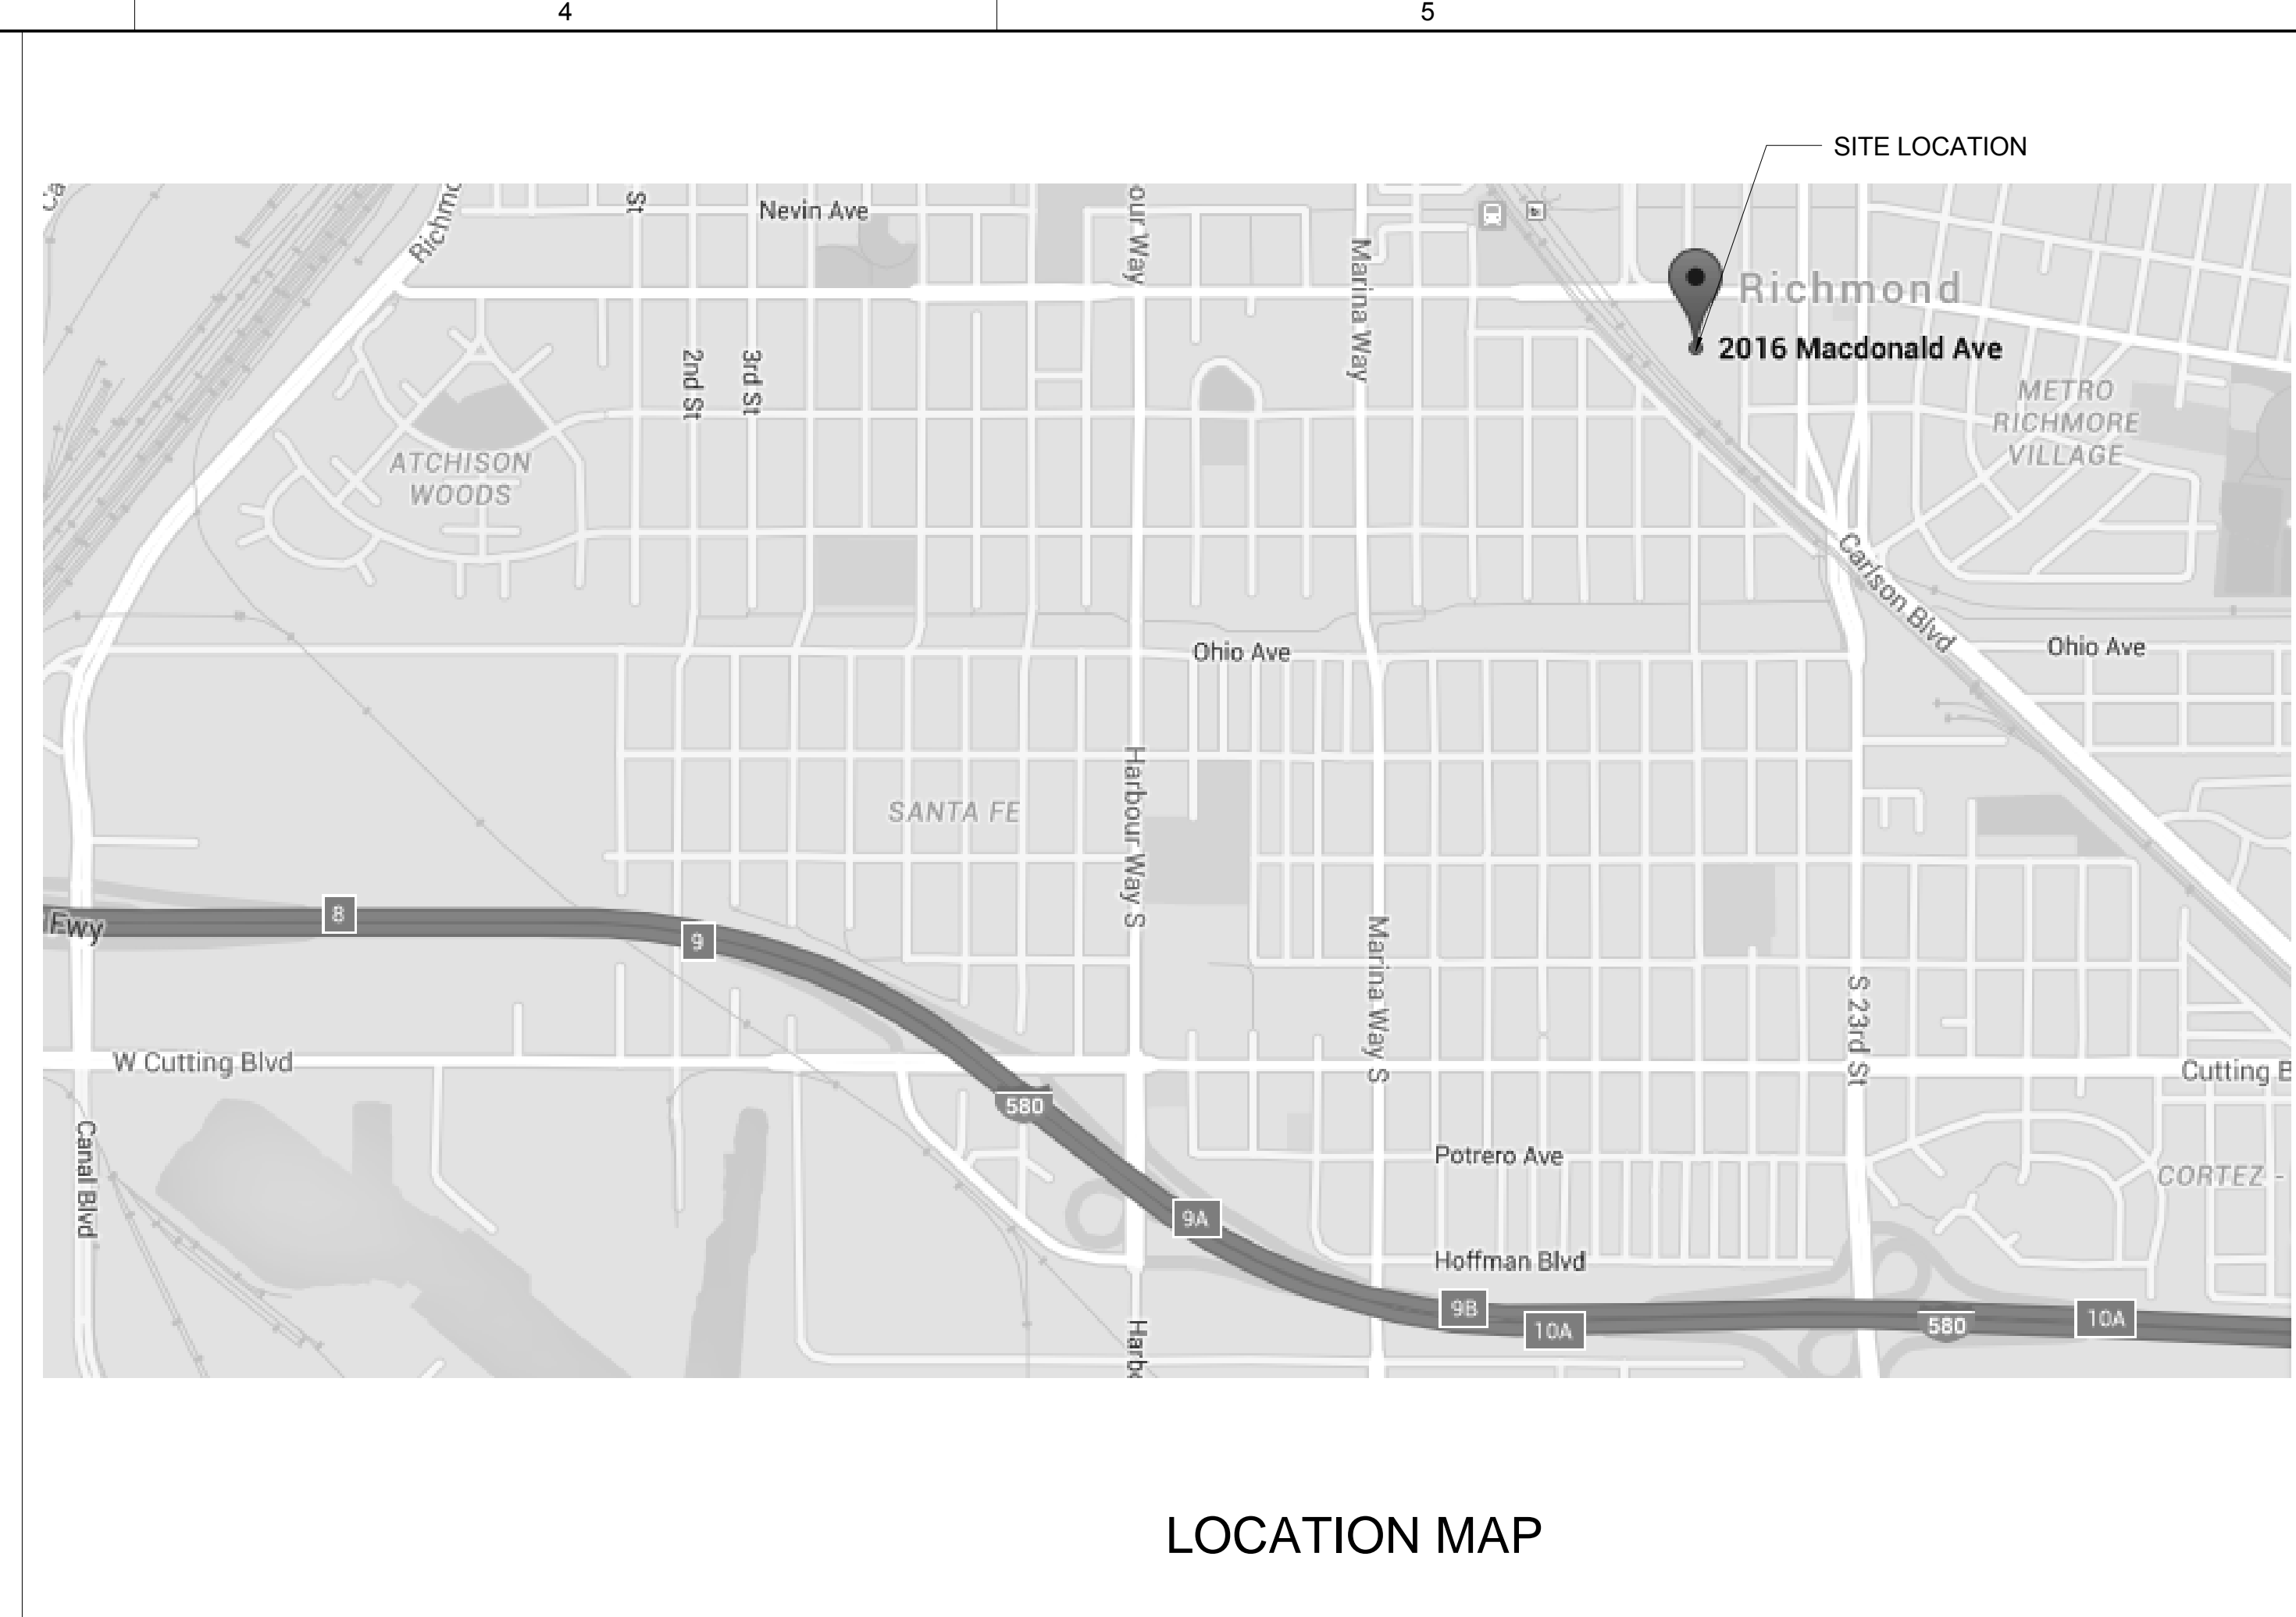 4
5
SITE LOCATION
Ca
Richmo
St
Nevin Ave
our Way
Marina Way
Richmond
2016 Macdonald Ave
2nd St
3rd St
METRO
RICHMORE
VILLAGE
ATCHISON
WOODS
Carlson Blvd
Ohio Ave
Ohio Ave
Harbour Way S
SANTA FE
8
Fwy
9
Marina Way S
S 23rd St
W Cutting Blvd
Cutting B
580
Canal Blvd
Potrero Ave
CORTEZ -
9A
Hoffman Blvd
9B
10A
580
10A
Harbo
LOCATION MAP